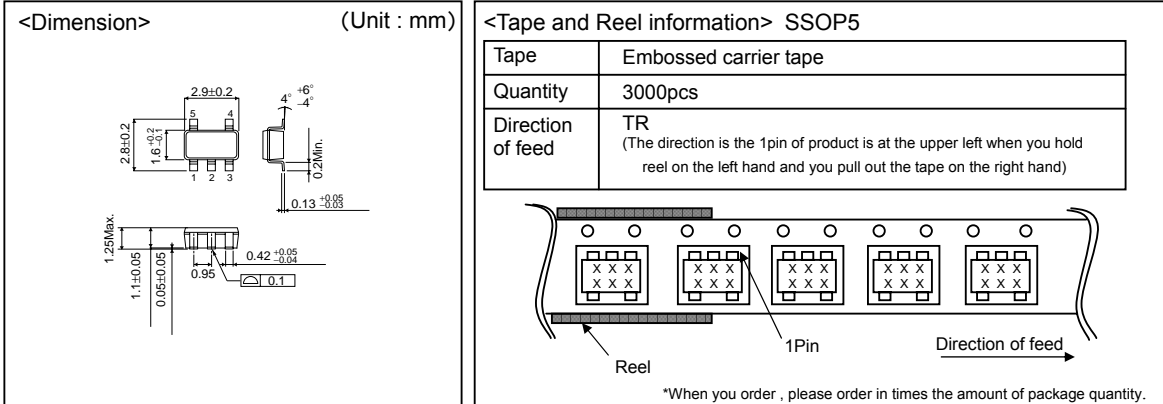 <Dimension>
(Unit : mm)
2.9±0.2
5 4
2.8±0.2
1.6 +0.2 −0.1
1 2 3
4° +6° −4°
0.2Min.
0.13 +0.05 −0.03
1.25Max.
1.1±0.05
0.05±0.05
0.95
0.42 +0.05 −0.04
0.1
<Tape and Reel information> SSOP5
Tape Embossed carrier tape
Quantity 3000pcs
Direction of feed TR
(The direction is the 1pin of product is at the upper left when you hold
reel on the left hand and you pull out the tape on the right hand)
X X X X X X X X X X X X X X X
X X X X X X X X X X X X X X X
1Pin
Reel
Direction of feed
*When you order , please order in times the amount of package quantity.